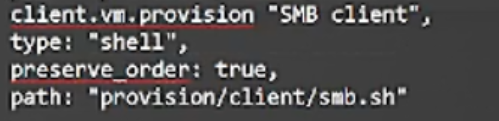 client.vm.provision "SMB client",
type: "shell",
preserve_order: true,
path: "provision/client/smb.sh"